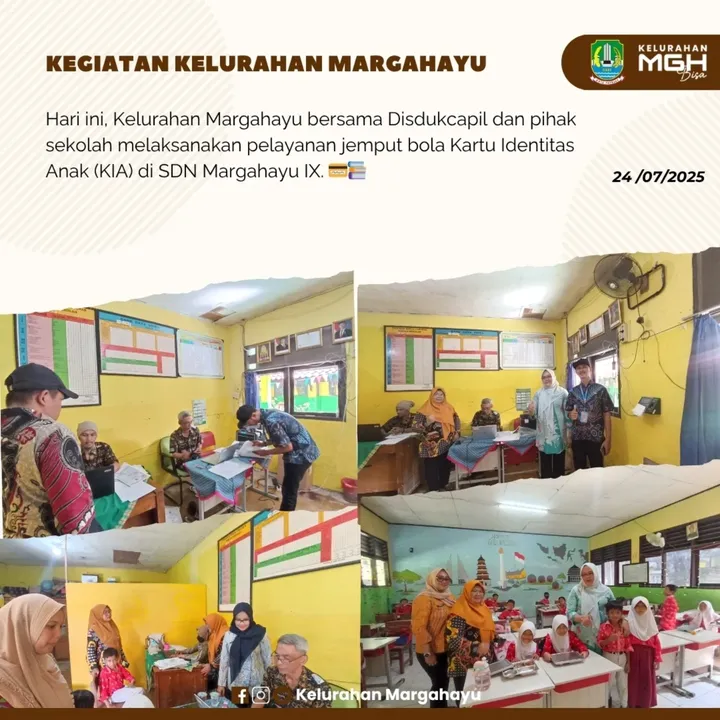 KEGIATAN KELURAHAN MARGAHAYU
KELURAHAN
MGH
Bisa
Hari ini, Kelurahan Margahayu bersama Disdukcapil dan pihak
sekolah melaksanakan pelayanan jemput bola Kartu Identitas
Anak (KIA) di SDN Margahayu IX. 💳📚
24 /07/2025
Kelurahan Margahayu